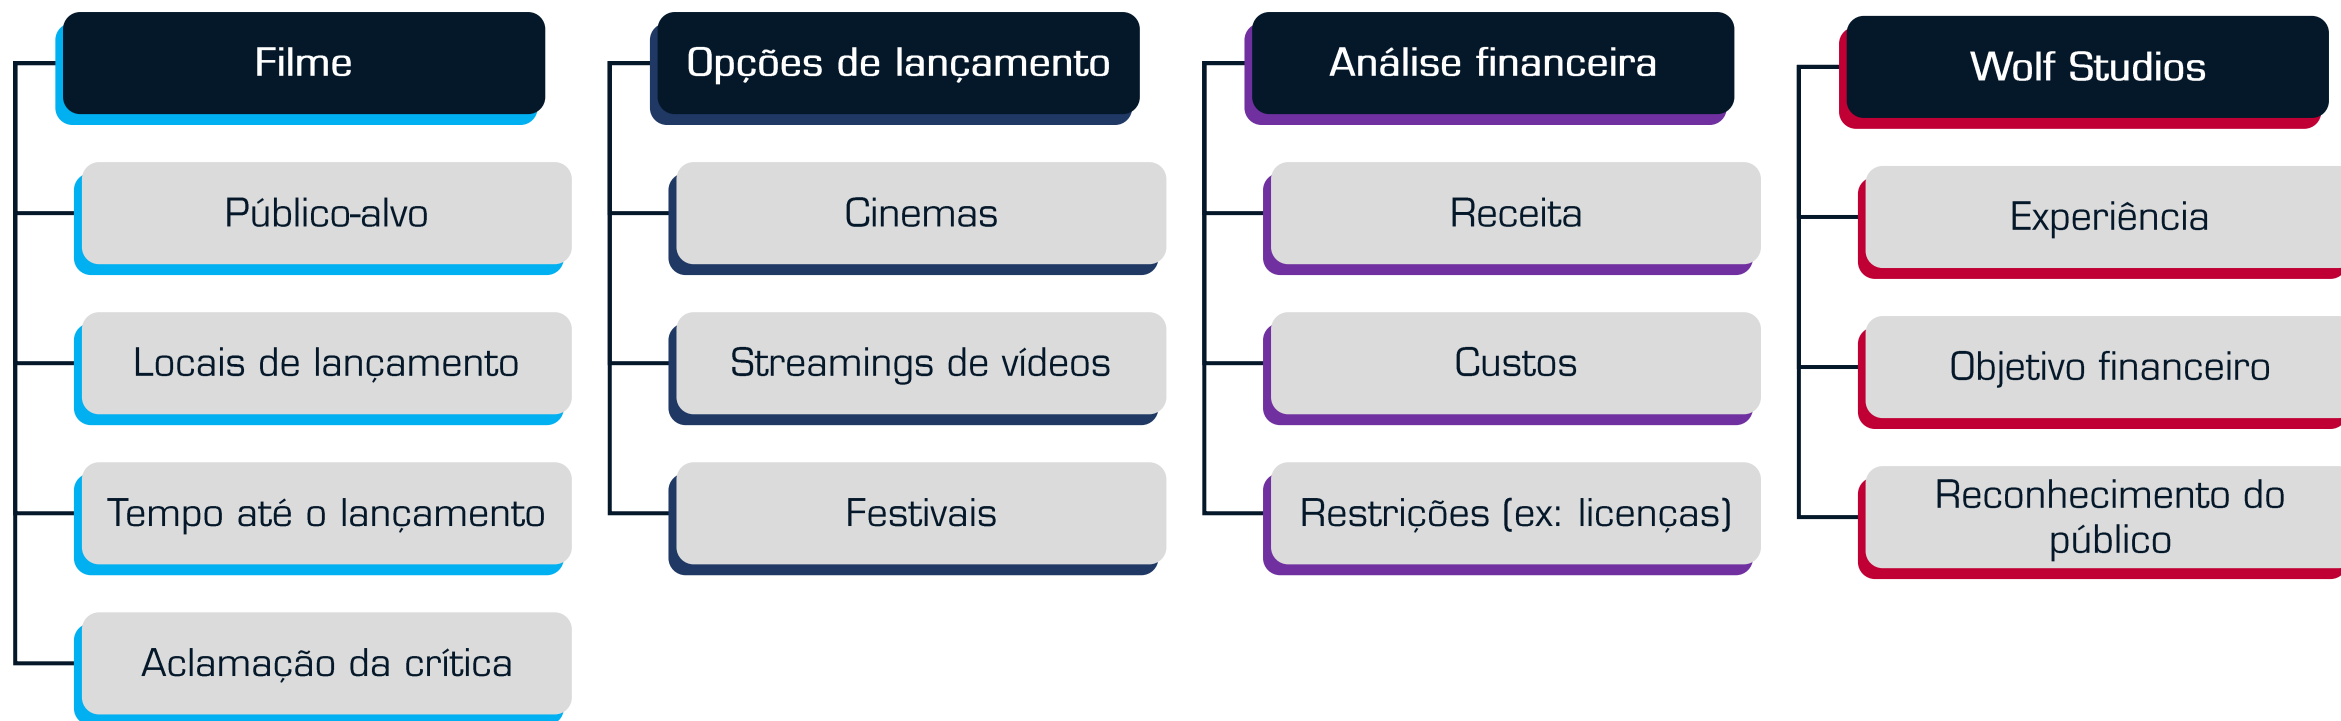 Filme
Público-alvo
Locais de lançamento
Tempo até o lançamento
Aclamação da crítica
Opções de lançamento
Cinemas
Streamings de vídeos
Festivais
Análise financeira
Receita
Custos
Restrições (ex: licenças)
Wolf Studios
Experiência
Objetivo financeiro
Reconhecimento do
público